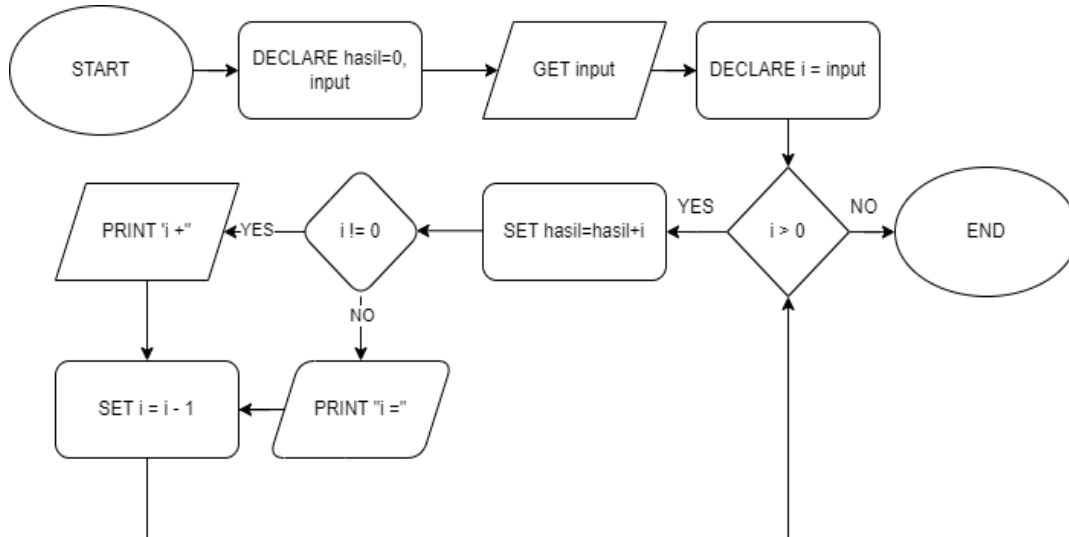 START
DECLARE hasil=0,
input
GET input
DECLARE i = input
i > 0
YES
NO
END
SET hasil=hasil+i
i != 0
YES
PRINT 'i +"
NO
PRINT "i ="
SET i = i - 1